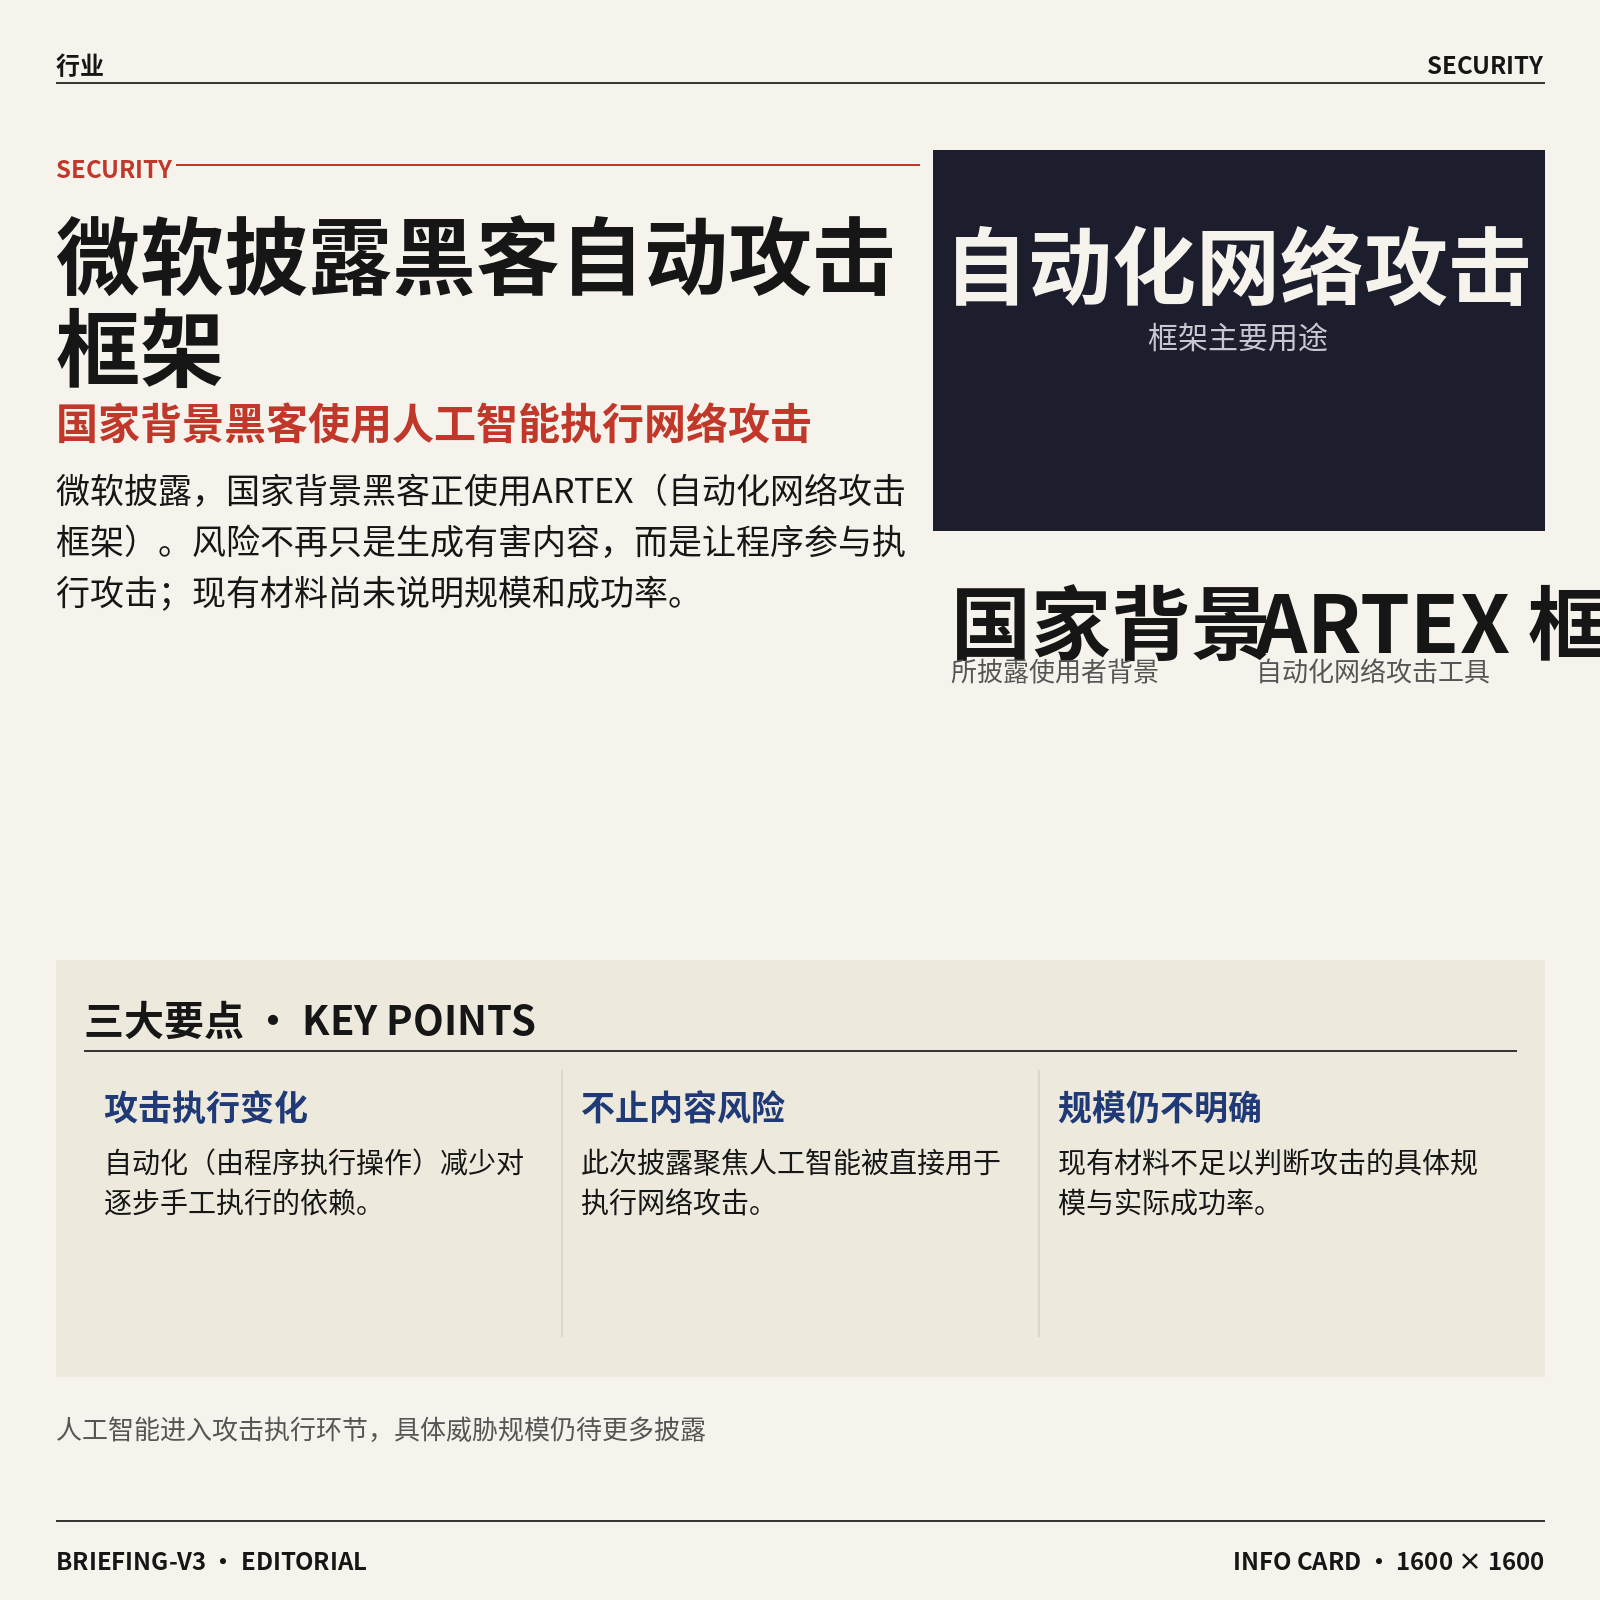 行业
SECURITY
SECURITY
微软披露黑客自动攻击
框架
国家背景黑客使用人工智能执行网络攻击
微软披露，国家背景黑客正使用ARTEX（自动化网络攻击
框架）。风险不再只是生成有害内容，而是让程序参与执
行攻击；现有材料尚未说明规模和成功率。
自动化网络攻击
框架主要用途
国家背景
所披露使用者背景
ARTEX 框
自动化网络攻击工具
三大要点 · KEY POINTS
攻击执行变化
自动化（由程序执行操作）减少对
逐步手工执行的依赖。
不止内容风险
此次披露聚焦人工智能被直接用于
执行网络攻击。
规模仍不明确
现有材料不足以判断攻击的具体规
模与实际成功率。
人工智能进入攻击执行环节，具体威胁规模仍待更多披露
BRIEFING-V3 · EDITORIAL
INFO CARD · 1600 × 1600